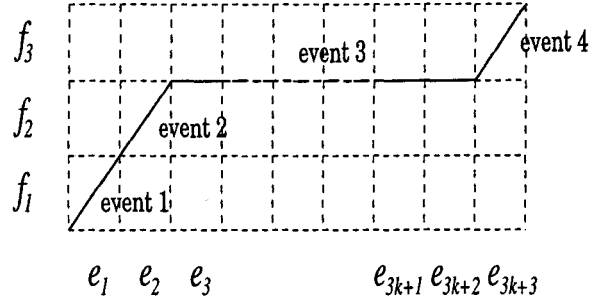 f3 event 3 event 4
f2 event 2
f1 event 1
e1 e2 e3 e3k+1 e3k+2 e3k+3